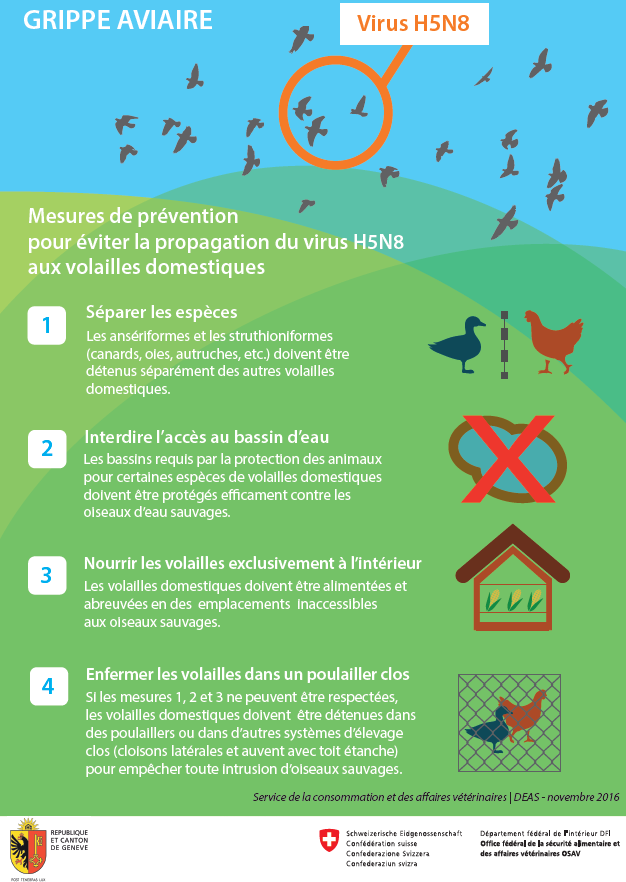 GRIPPE AVIAIRE
Virus H5N8
Mesures de prévention
pour éviter la propagation du virus H5N8
aux volailles domestiques
1
Séparer les espèces
Les ansériformes et les struthioniformes
(canards, oies, autruches, etc.) doivent être
détenus séparément des autres volailles
domestiques.
2
Interdire l'accès au bassin d'eau
Les bassins requis par la protection des animaux
pour certaines espèces de volailles domestiques
doivent être protégés efficament contre les
oiseaux d'eau sauvages.
3
Nourrir les volailles exclusivement à l'intérieur
Les volailles domestiques doivent être alimentées et
abreuvées en des emplacements inaccessibles
aux oiseaux sauvages.
4
Enfermer les volailles dans un poulailler clos
SI les mesures 1, 2 et 3 ne peuvent être respectées,
les volailles domestiques doivent être détenues dans
des poulaillers ou dans d'autres systèmes d'élevage
clos (cloisons latérales et auvent avec toit étanche)
pour empêcher toute intrusion d'oiseaux sauvages.
Service de la consommation et des affaires vétérinaires | DEAS - novembre 2016
REPUBLIQUE
ET CANTON
DE GENEVE
POST TENEBRAS LUX
Schweizerische Eidgenossenschaft
Confédération suisse
Confederazione Svizzera
Confederaziun svizra
Département fédéral de l'intérieur DFI
Office fédéral de la sécurité alimentaire et
des affaires vétérinaires OSAV